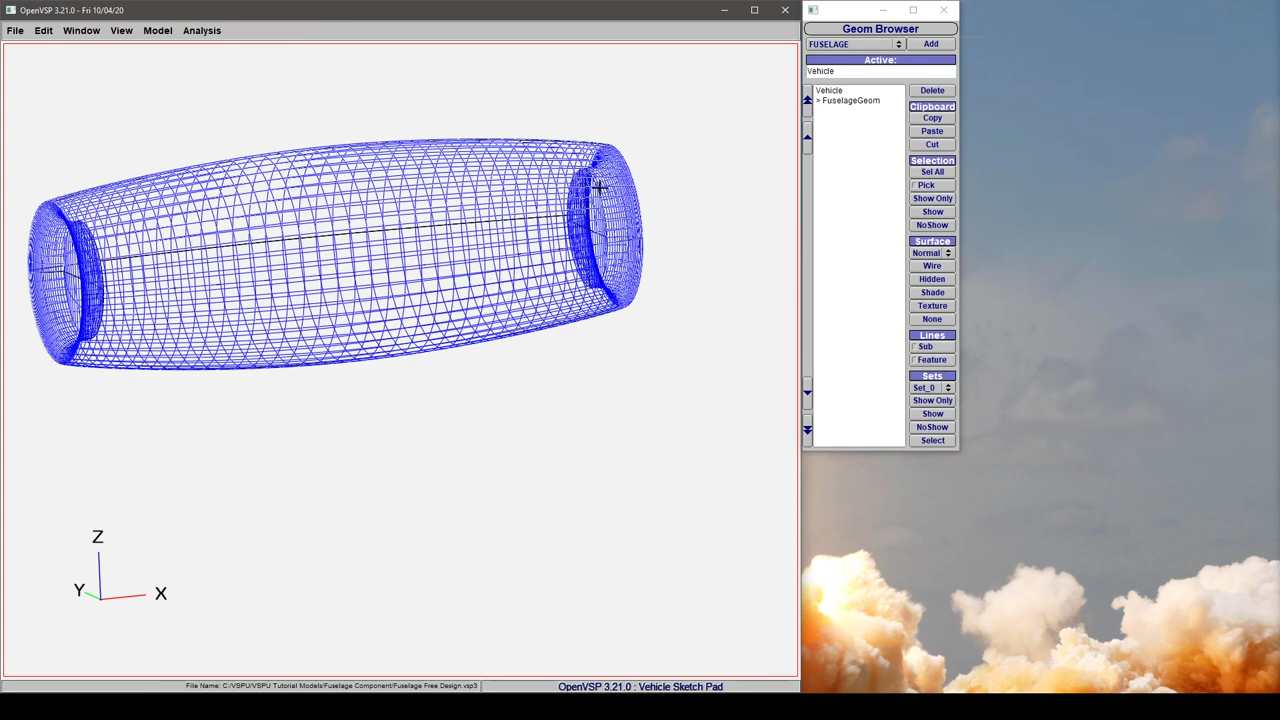 OpenVSP 3.21.0 - Fri 10/04/20
File Edit Window View Model Analysis
Z
Y
X
File Name: C:/VSPU/VSPU Tutorial Models/Fuselage Component/Fuselage Free Design.vsp3
OpenVSP 3.21.0 : Vehicle Sketch Pad
Geom Browser
FUSELAGE
Add
Active:
Vehicle
Vehicle
> FuselageGeom
Delete
Clipboard
Copy
Paste
Cut
Selection
Sel All
Pick
Show Only
Show
NoShow
Surface
Normal
Wire
Hidden
Shade
Texture
None
Lines
Sub
Feature
Sets
Set_0
Show Only
Show
NoShow
Select